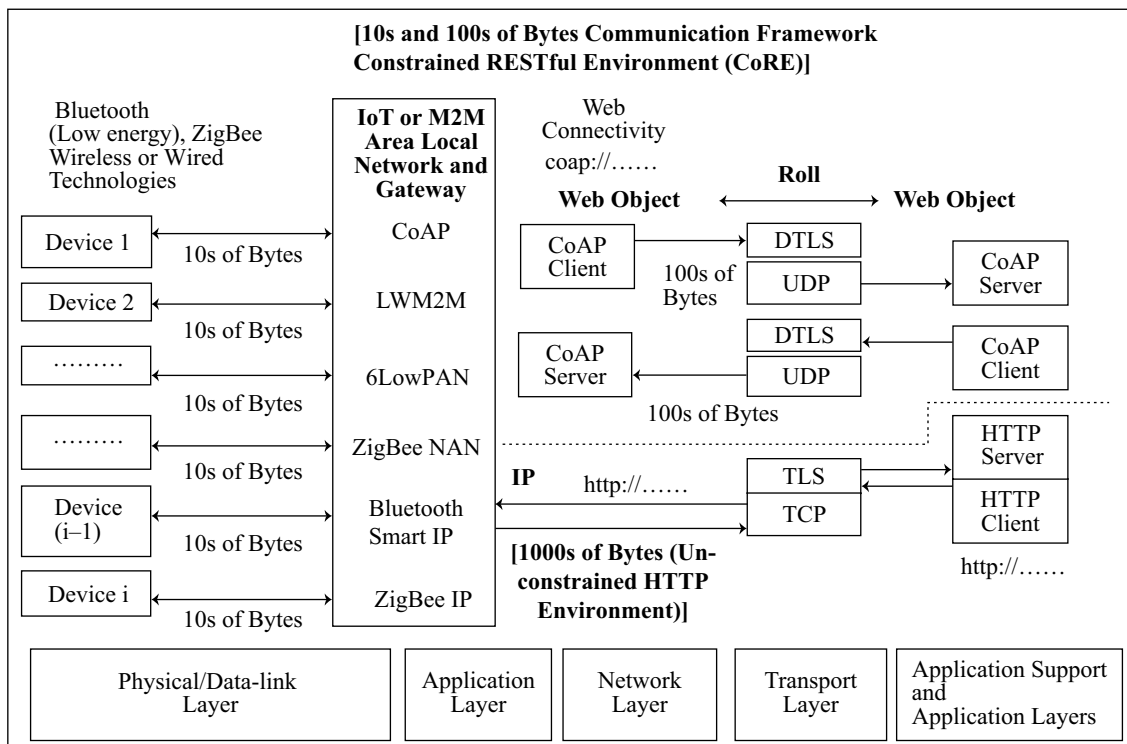 [10s and 100s of Bytes Communication Framework
Constrained RESTful Environment (CoRE)]
Bluetooth
(Low energy), ZigBee
Wireless or Wired
Technologies
IoT or M2M
Area Local
Network and
Gateway
Web
Connectivity
coap://......
Roll
Web Object
Web Object
Device 1
10s of Bytes
CoAP
CoAP
Client
100s of
Bytes
DTLS
UDP
CoAP
Server
Device 2
10s of Bytes
LWM2M
.........
10s of Bytes
6LowPAN
CoAP
Server
100s of Bytes
DTLS
UDP
CoAP
Client
.........
10s of Bytes
ZigBee NAN
HTTP
Server
HTTP
Client
http://......
IP
http://......
TLS
TCP
Device
(i–1)
10s of Bytes
Bluetooth
Smart IP
[1000s of Bytes (Un-
constrained HTTP
Environment)]
Device i
10s of Bytes
ZigBee IP
Physical/Data-link
Layer
Application
Layer
Network
Layer
Transport
Layer
Application Support
and
Application Layers